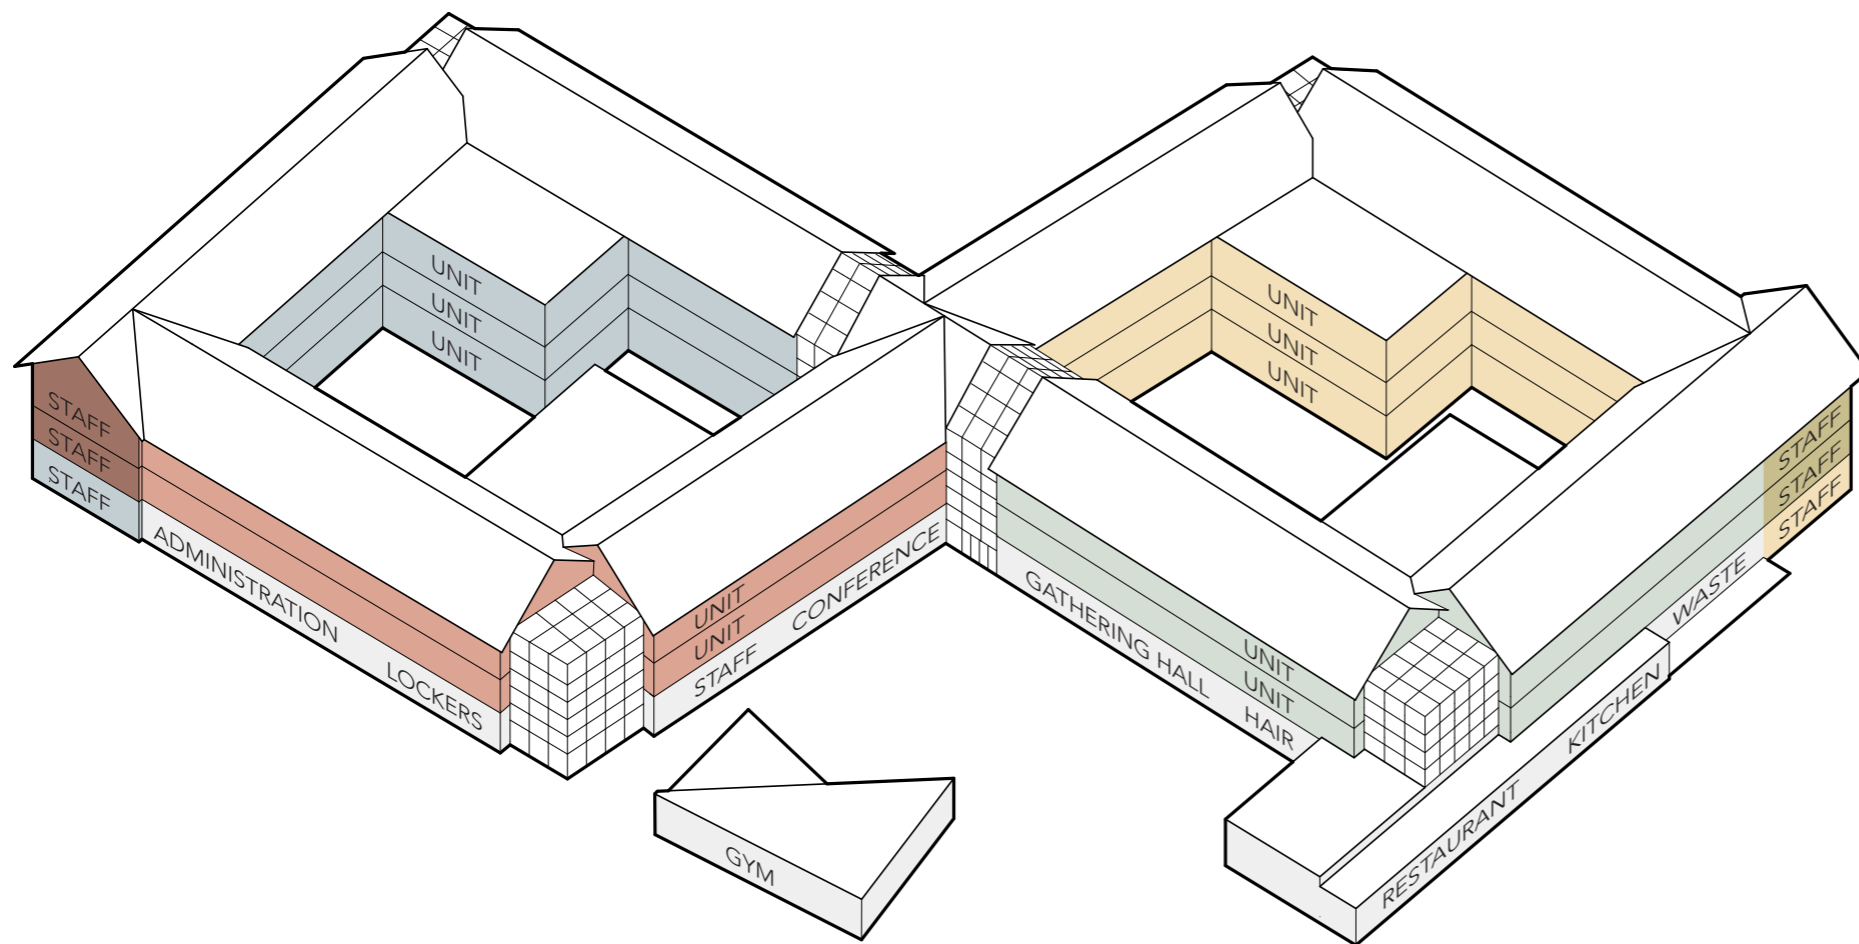 UNIT
UNIT
UNIT
UNIT
UNIT
UNIT
STAFF
STAFF
STAFF
ADMINISTRATION
LOCKERS
UNIT
UNIT
STAFF
CONFERENCE
GATHERING HALL
HAIR
UNIT
UNIT
STAFF
STAFF
STAFF
WASTE
KITCHEN
RESTAURANT
GYM